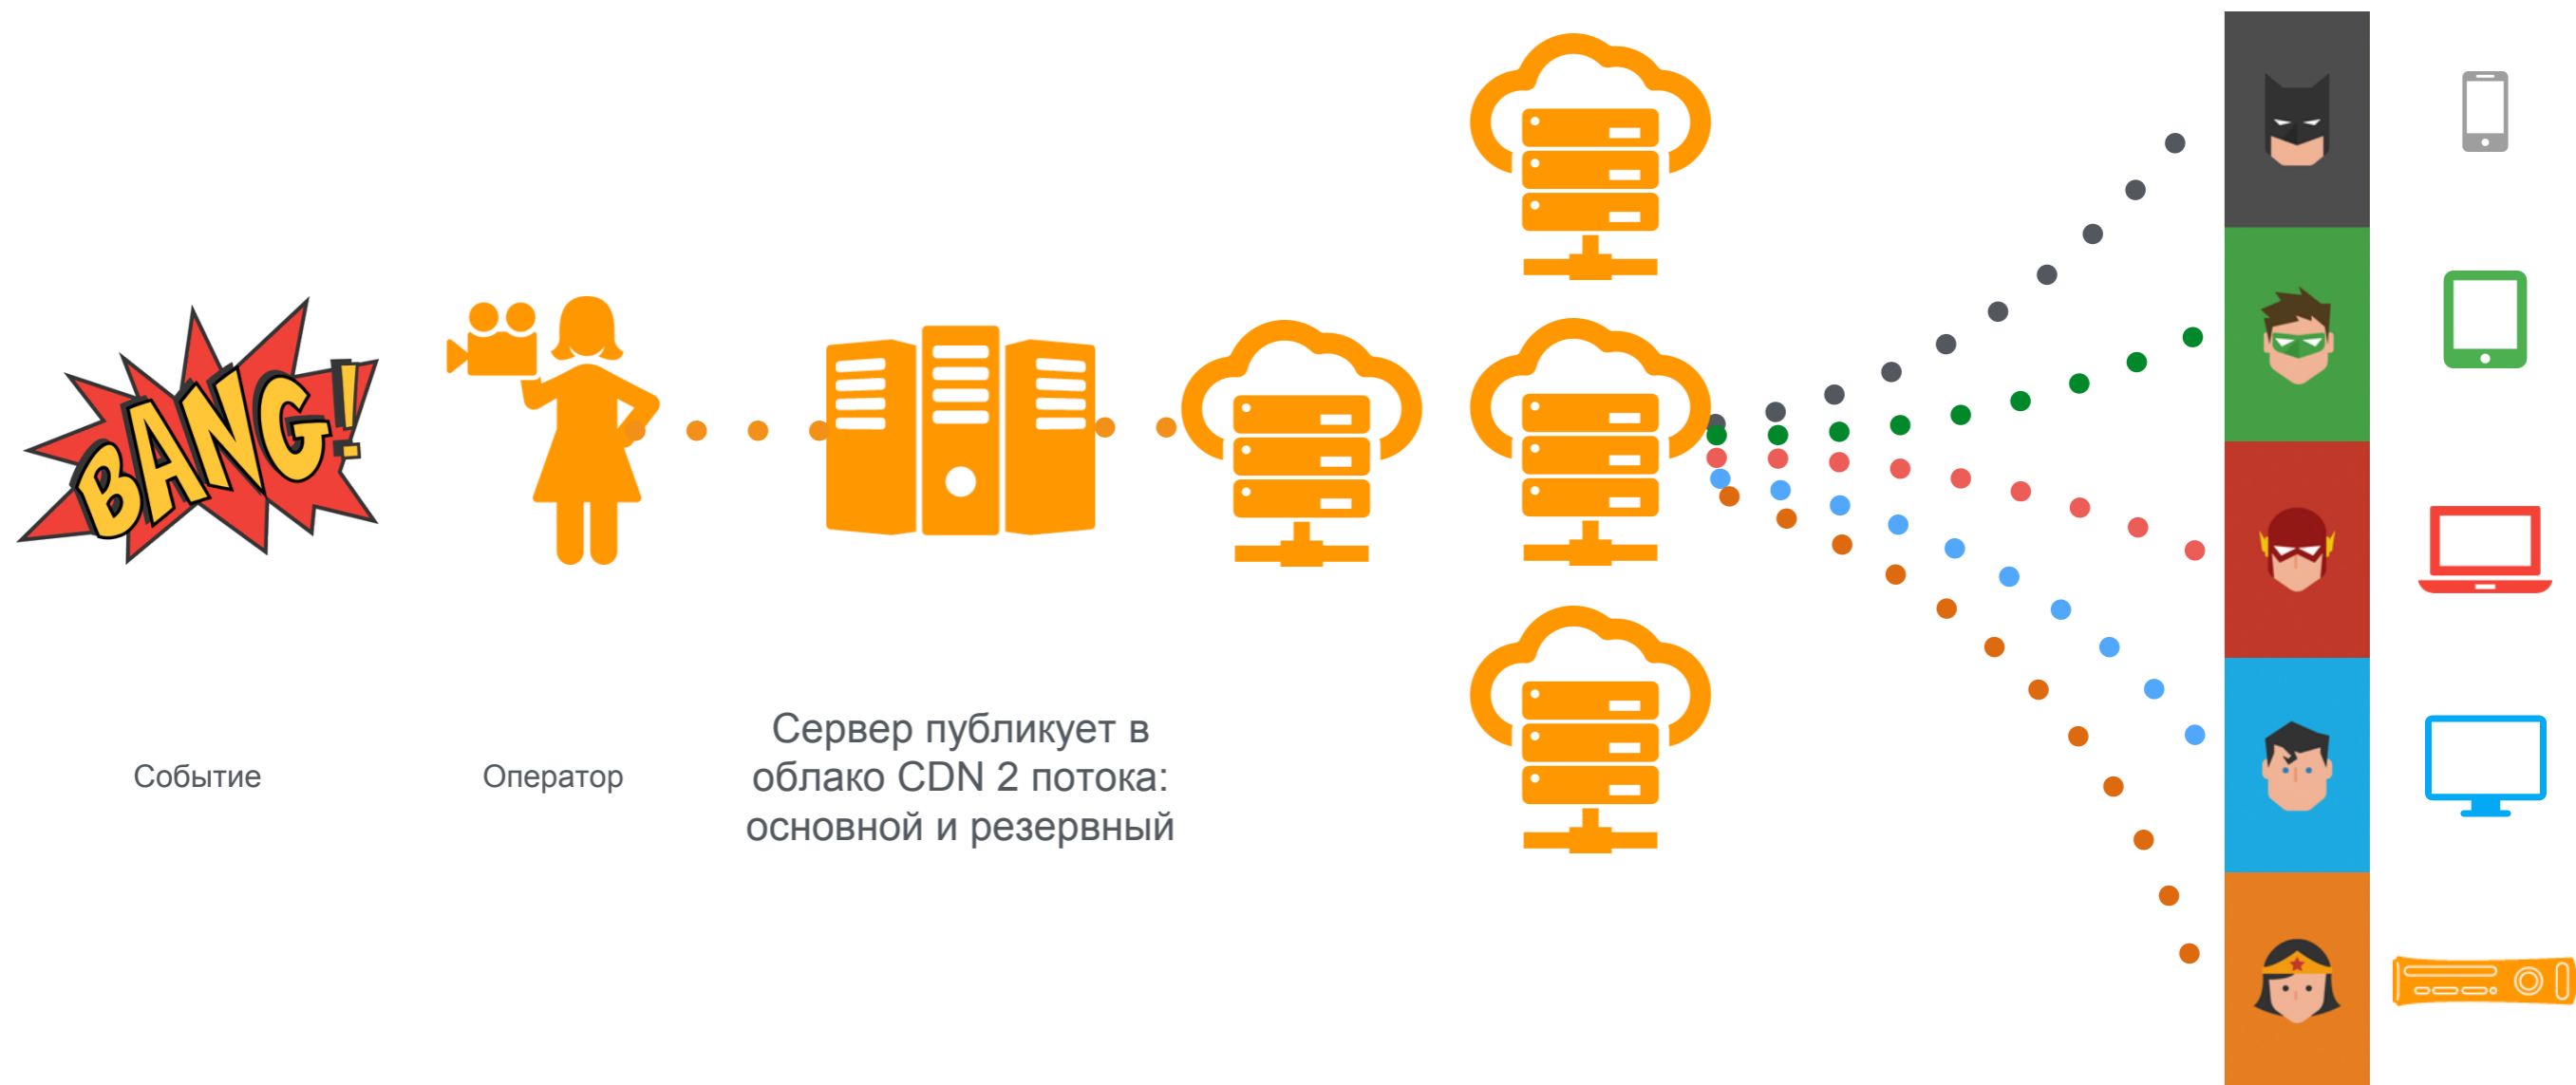 BANG!
Событие
Оператор
Сервер публикует в
облако CDN 2 потока:
основной и резервный